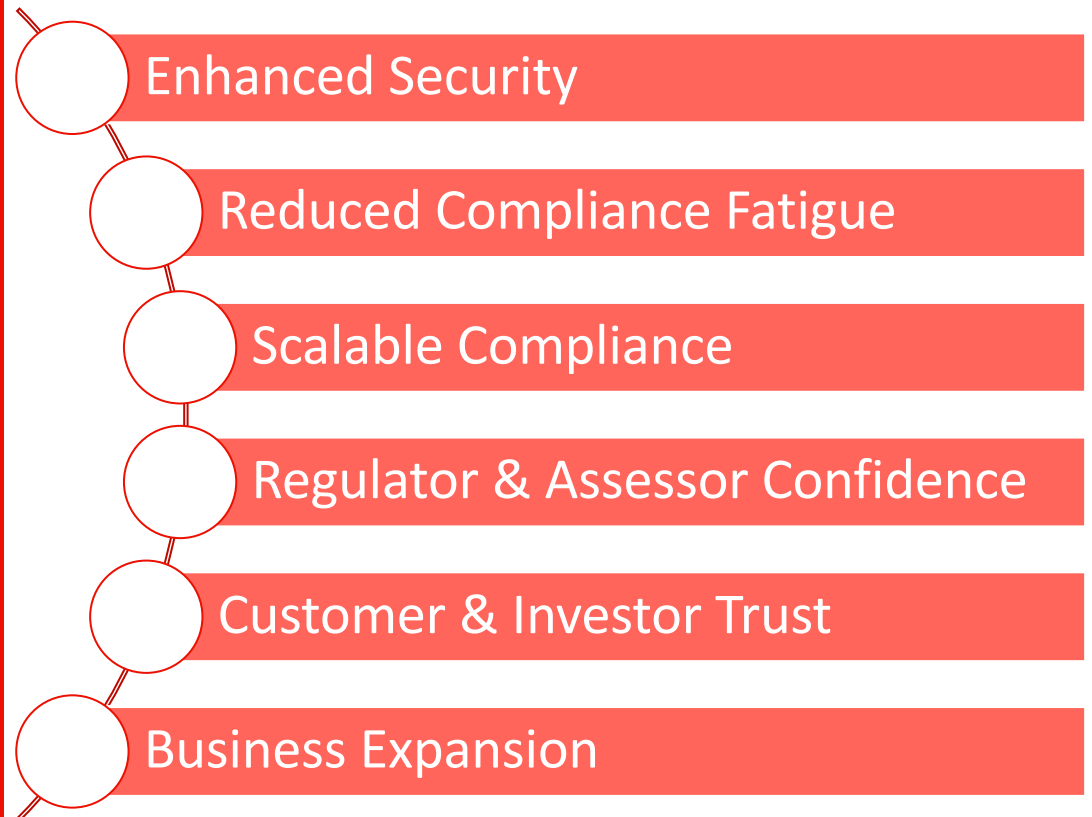 Enhanced Security
Reduced Compliance Fatigue
Scalable Compliance
Regulator & Assessor Confidence
Customer & Investor Trust
Business Expansion